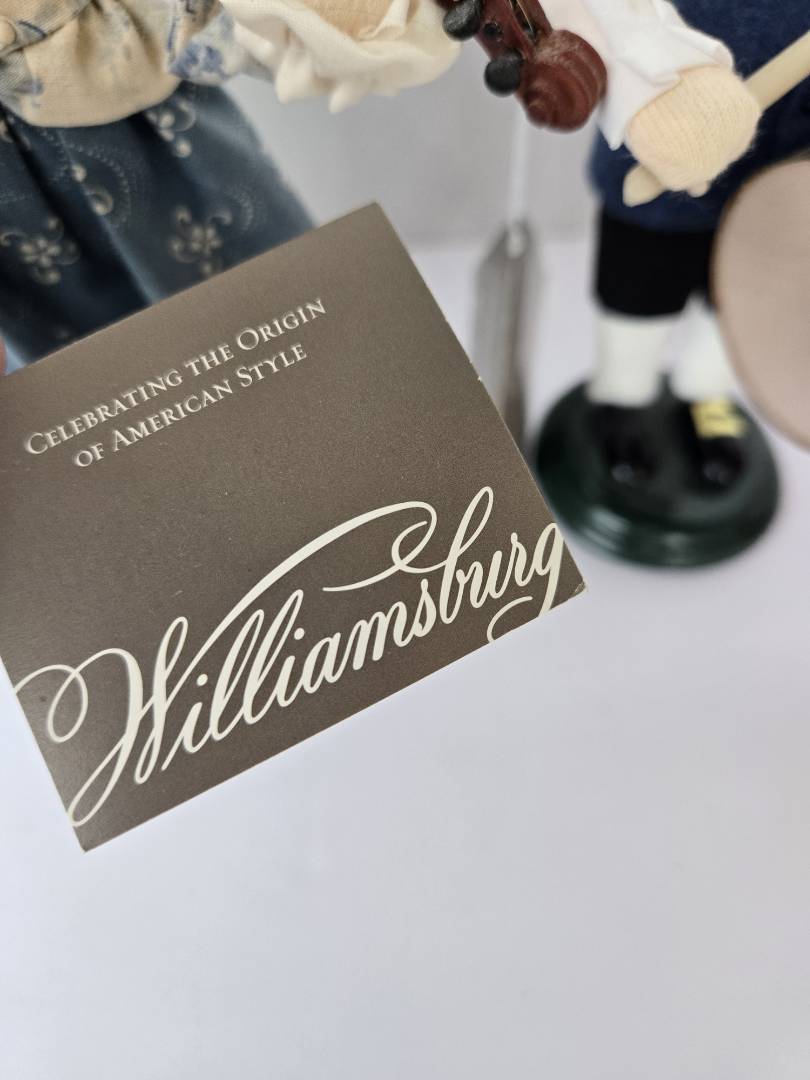 CELEBRATING THE ORIGIN
OF AMERICAN STYLE
Williamsburg